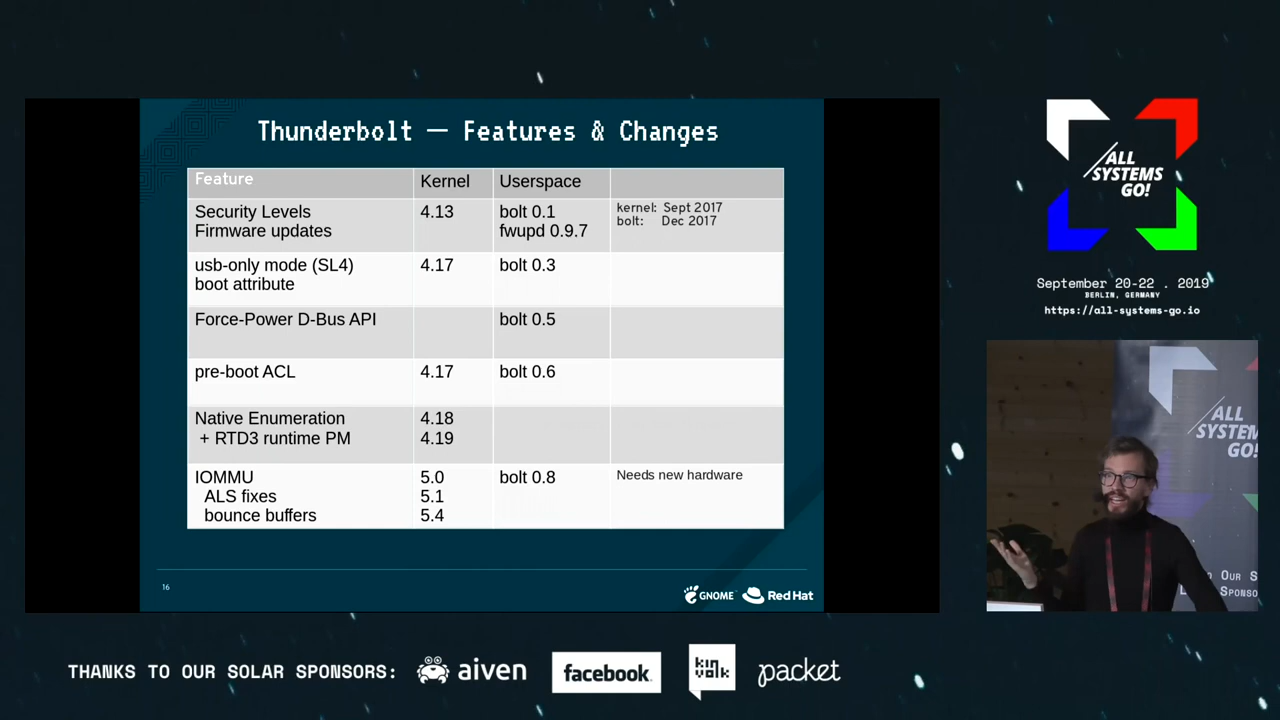 Thunderbolt — Features & Changes
Feature Kernel Userspace
Security Levels 4.13 bolt 0.1 kernel: Sept 2017
Firmware updates fwupd 0.9.7 bolt: Dec 2017
usb-only mode (SL4) 4.17 bolt 0.3
boot attribute
Force-Power D-Bus API bolt 0.5
pre-boot ACL 4.17 bolt 0.6
Native Enumeration 4.18
+ RTD3 runtime PM 4.19
IOMMU 5.0 bolt 0.8 Needs new hardware
ALS fixes 5.1
bounce buffers 5.4
16
GNOME Red Hat
ALL
SYSTEMS
GO!
September 20-22 . 2019
BERLIN, GERMANY
https://all-systems-go.io
ALL
SYSTEM
GO!
Our S
Sponso
THANKS TO OUR SOLAR SPONSORS: aiven facebook. kinvolk packet